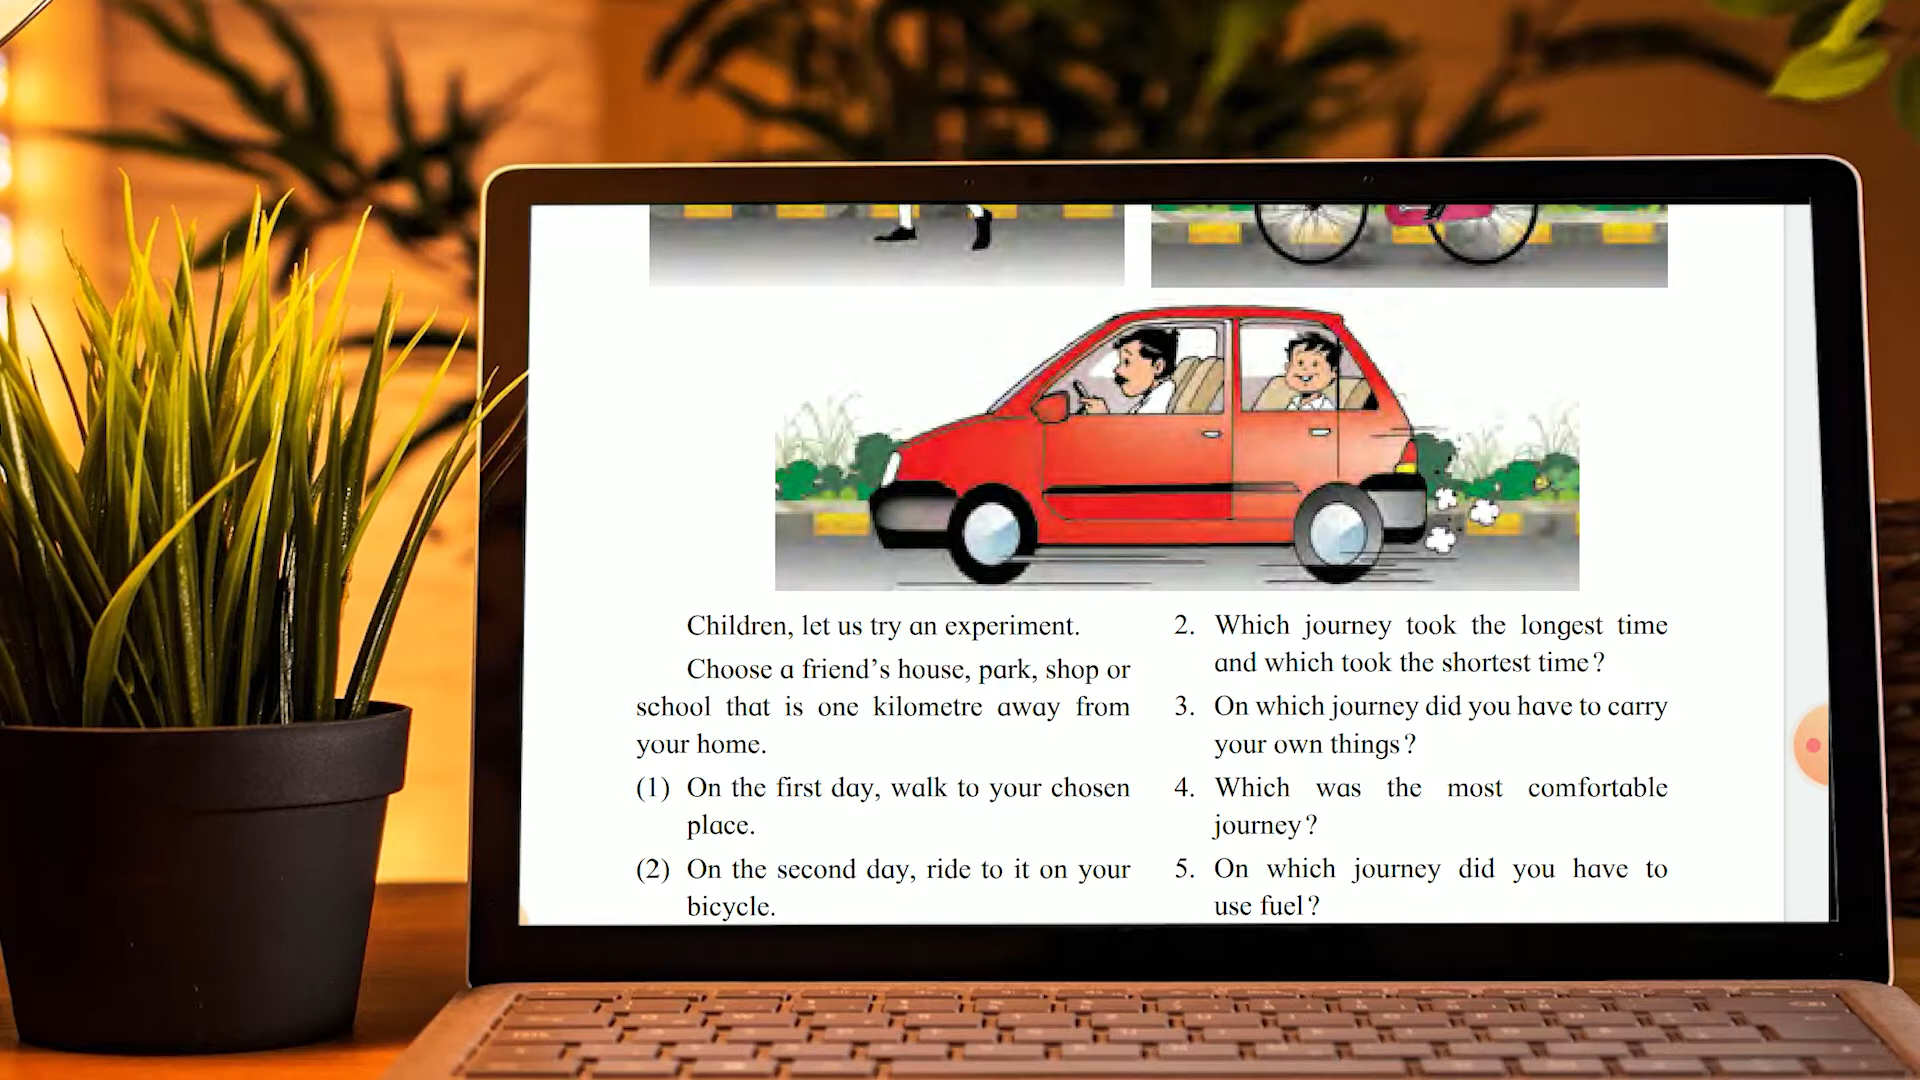 Children, let us try an experiment.
Choose a friend's house, park, shop or
school that is one kilometre away from
your home.
(1) On the first day, walk to your chosen
place.
(2) On the second day, ride to it on your
bicycle.
2. Which journey took the longest time
and which took the shortest time?
3. On which journey did you have to carry
your own things?
4. Which was the most comfortable
journey?
5. On which journey did you have to
use fuel?